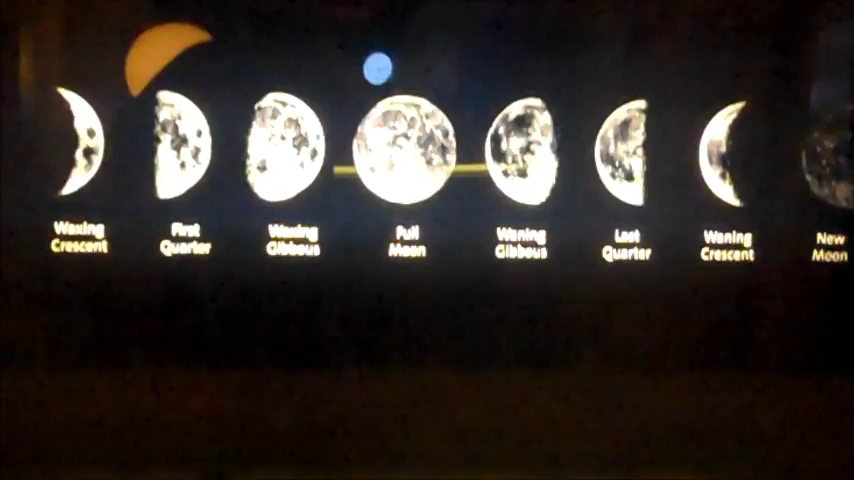 Waxing
Crescent
First
Quarter
Waxing
Gibbous
Full
Moon
Waning
Gibbous
Last
Quarter
Waning
Crescent
New
Moon